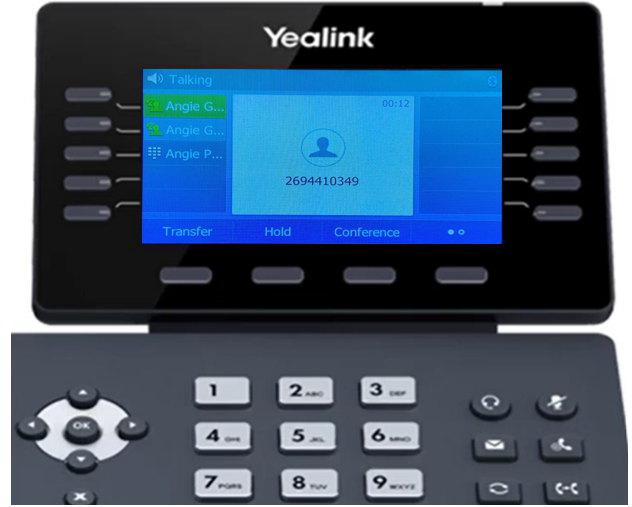 Yealink
Talking
Angie G...
Angie G...
Angie P...
00:12
2694410349
Transfer Hold Conference
1 2 ABC 3 DEF
OK
4 GHI 5 JKL 6 MNO
7 PQRS 8 TUV 9 WXYZ